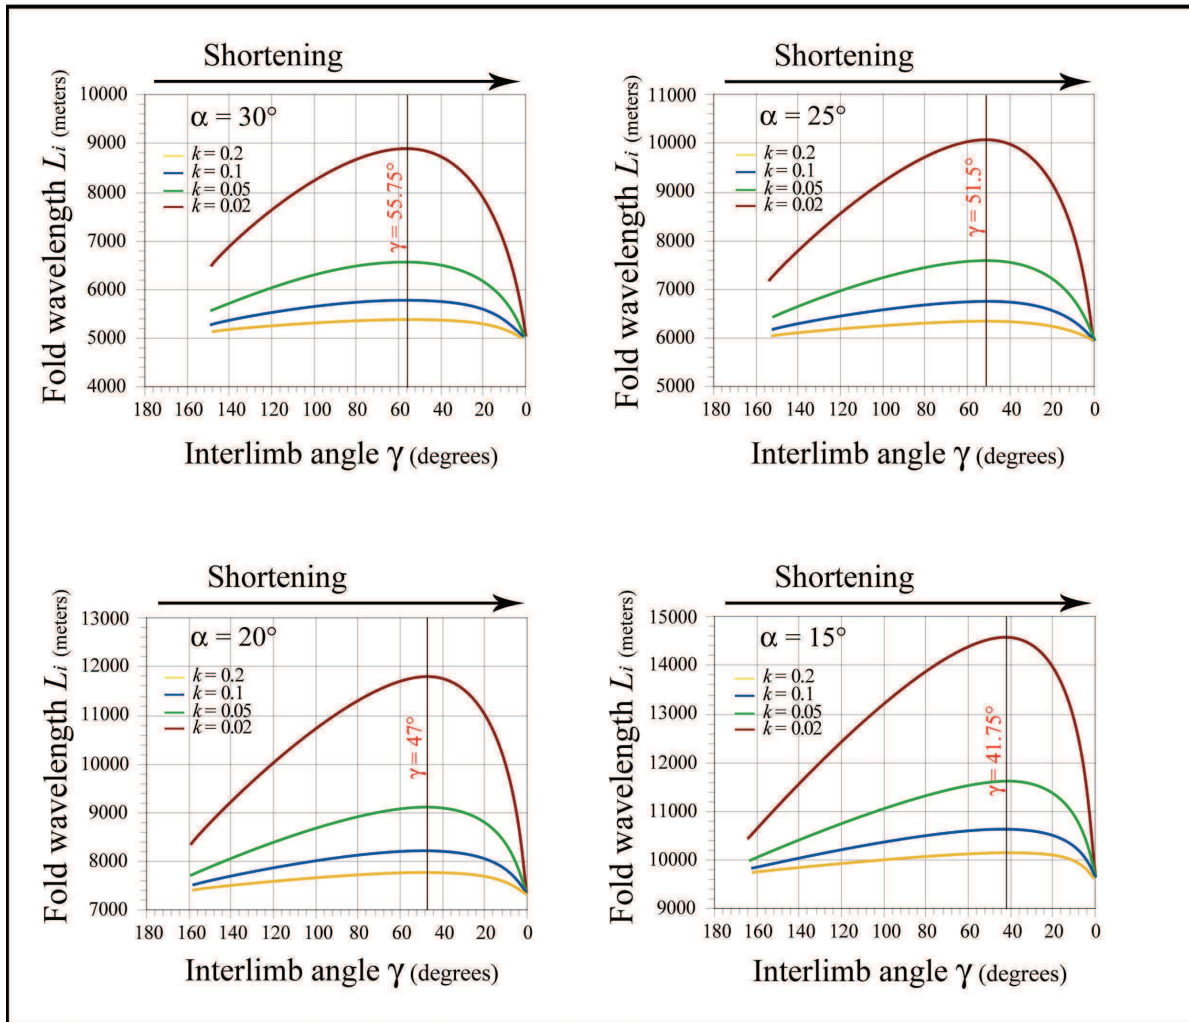 Shortening
α = 30°
k = 0.2
k = 0.1
k = 0.05
k = 0.02
γ = 55.75°
Fold wavelength Li (meters)
10000
9000
8000
7000
6000
5000
4000
180 160 140 120 100 80 60 40 20 0
Interlimb angle γ (degrees)
Shortening
α = 25°
k = 0.2
k = 0.1
k = 0.05
k = 0.02
γ = 51.5°
Fold wavelength Li (meters)
11000
10000
9000
8000
7000
6000
5000
180 160 140 120 100 80 60 40 20 0
Interlimb angle γ (degrees)
Shortening
α = 20°
k = 0.2
k = 0.1
k = 0.05
k = 0.02
γ = 47°
Fold wavelength Li (meters)
13000
12000
11000
10000
9000
8000
7000
180 160 140 120 100 80 60 40 20 0
Interlimb angle γ (degrees)
Shortening
α = 15°
k = 0.2
k = 0.1
k = 0.05
k = 0.02
γ = 41.75°
Fold wavelength Li (meters)
15000
14000
13000
12000
11000
10000
9000
180 160 140 120 100 80 60 40 20 0
Interlimb angle γ (degrees)